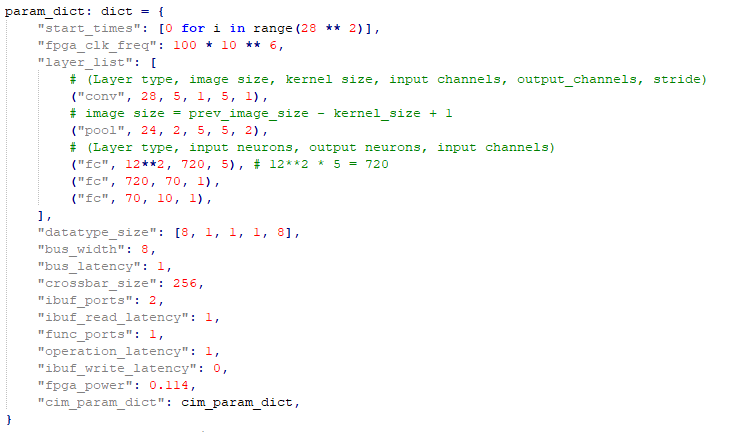 param_dict: dict = {
    "start_times": [0 for i in range(28 ** 2)],
    "fpga_clk_freq": 100 * 10 ** 6,
    "layer_list": [
        # (Layer type, image size, kernel size, input channels, output_channels, stride)
        ("conv", 28, 5, 1, 5, 1),
        # image size = prev_image_size - kernel_size + 1
        ("pool", 24, 2, 5, 5, 2),
        # (Layer type, input neurons, output neurons, input channels)
        ("fc", 12**2, 720, 5), # 12**2 * 5 = 720
        ("fc", 720, 70, 1),
        ("fc", 70, 10, 1),
    ],
    "datatype_size": [8, 1, 1, 1, 8],
    "bus_width": 8,
    "bus_latency": 1,
    "crossbar_size": 256,
    "ibuf_ports": 2,
    "ibuf_read_latency": 1,
    "func_ports": 1,
    "operation_latency": 1,
    "ibuf_write_latency": 0,
    "fpga_power": 0.114,
    "cim_param_dict": cim_param_dict,
}